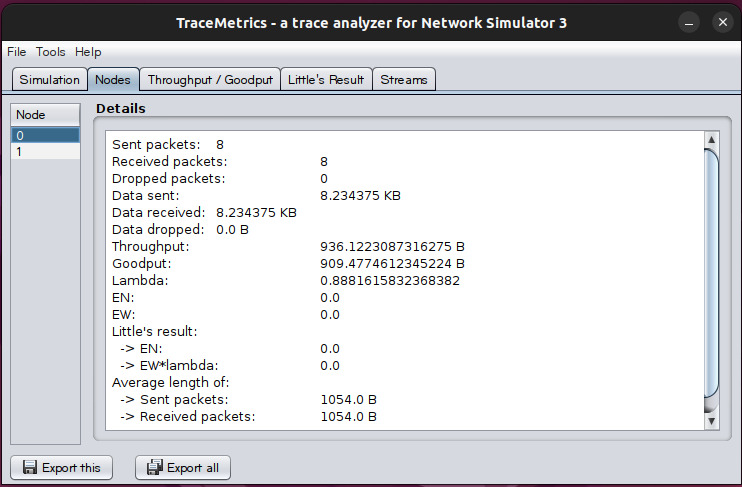 TraceMetrics - a trace analyzer for Network Simulator 3
File Tools Help
Simulation Nodes Throughput / Goodput Little's Result Streams
Node
0
1
Details
Sent packets: 8
Received packets: 8
Dropped packets: 0
Data sent: 8.234375 KB
Data received: 8.234375 KB
Data dropped: 0.0 B
Throughput: 936.1223087316275 B
Goodput: 909.4774612345224 B
Lambda: 0.8881615832368382
EN: 0.0
EW: 0.0
Little's result:
-> EN: 0.0
-> EW*lambda: 0.0
Average length of:
-> Sent packets: 1054.0 B
-> Received packets: 1054.0 B
Export this Export all